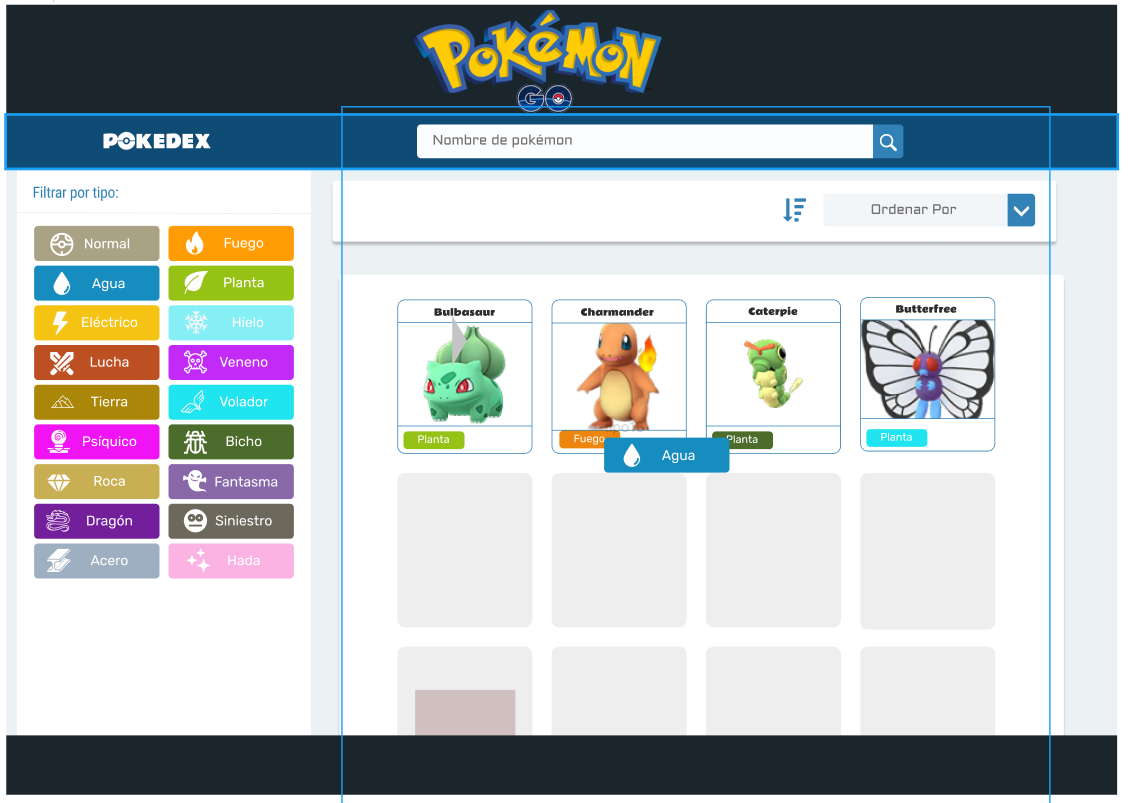 POKÉMON
GO
POKEDEX
Nombre de pokémon
Filtrar por tipo:
Ordenar Por
Normal
Fuego
Agua
Planta
Eléctrico
Hielo
Lucha
Veneno
Tierra
Volador
Psíquico
Bicho
Roca
Fantasma
Dragón
Siniestro
Acero
Hada
Bulbasaur
Charmander
Caterpie
Butterfree
Planta
Fuego
Planta
Planta
Agua